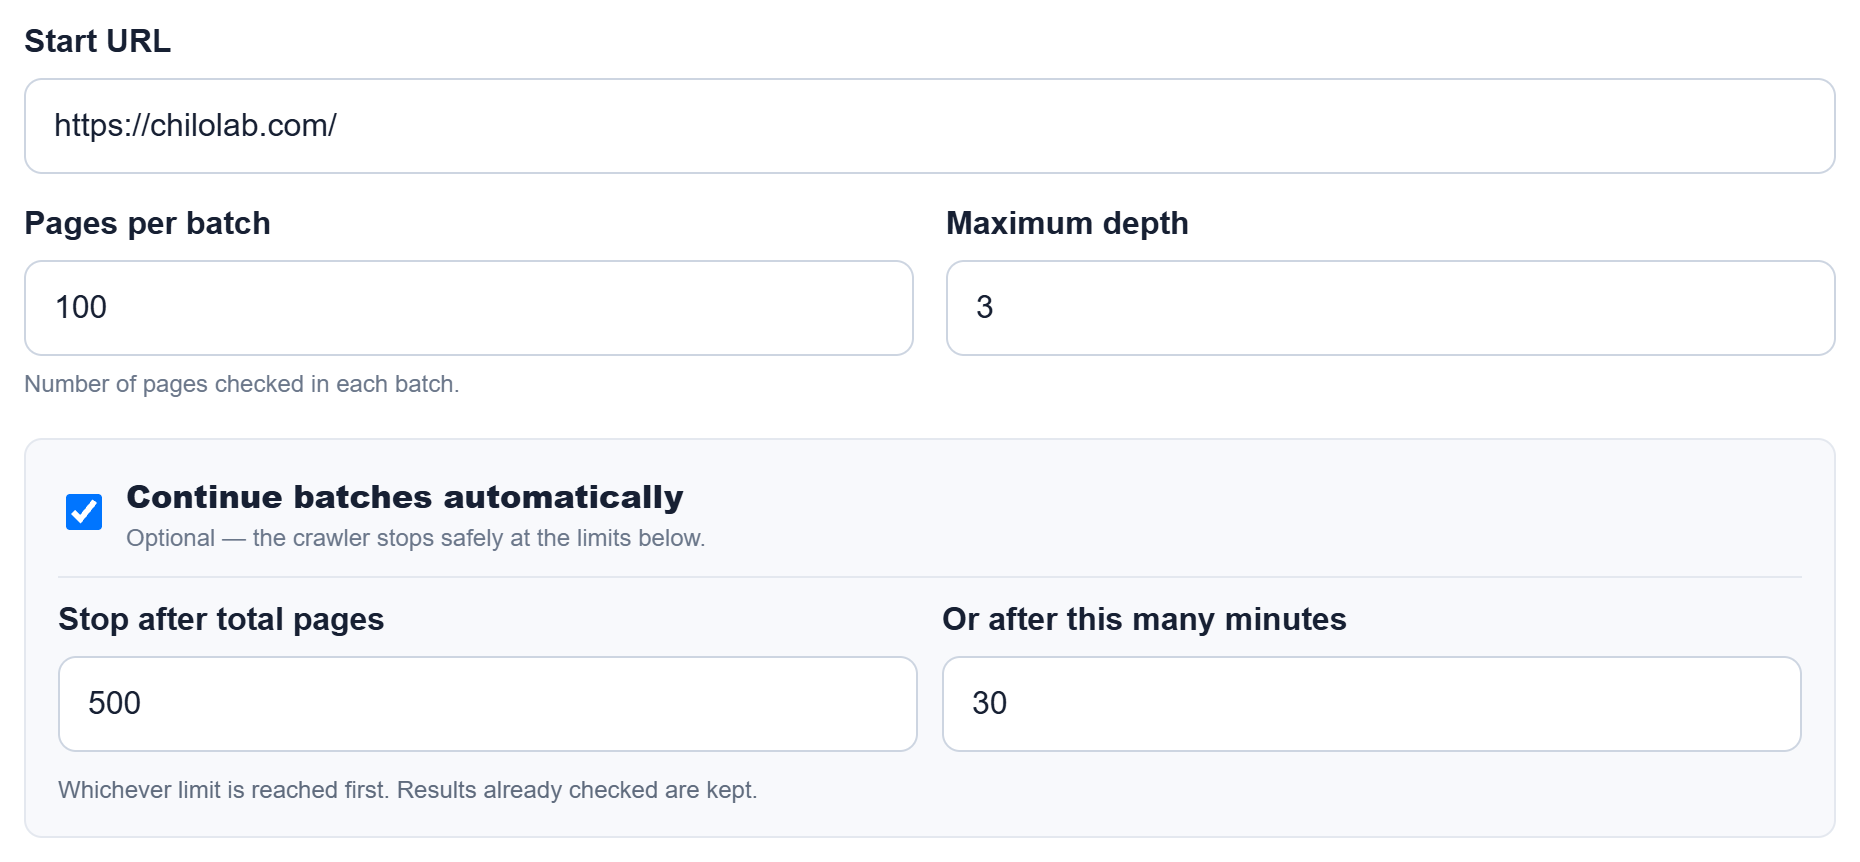 Start URL
https://chilolab.com/
Pages per batch
Maximum depth
100
3
Number of pages checked in each batch.
Continue batches automatically
Optional — the crawler stops safely at the limits below.
Stop after total pages
Or after this many minutes
500
30
Whichever limit is reached first. Results already checked are kept.